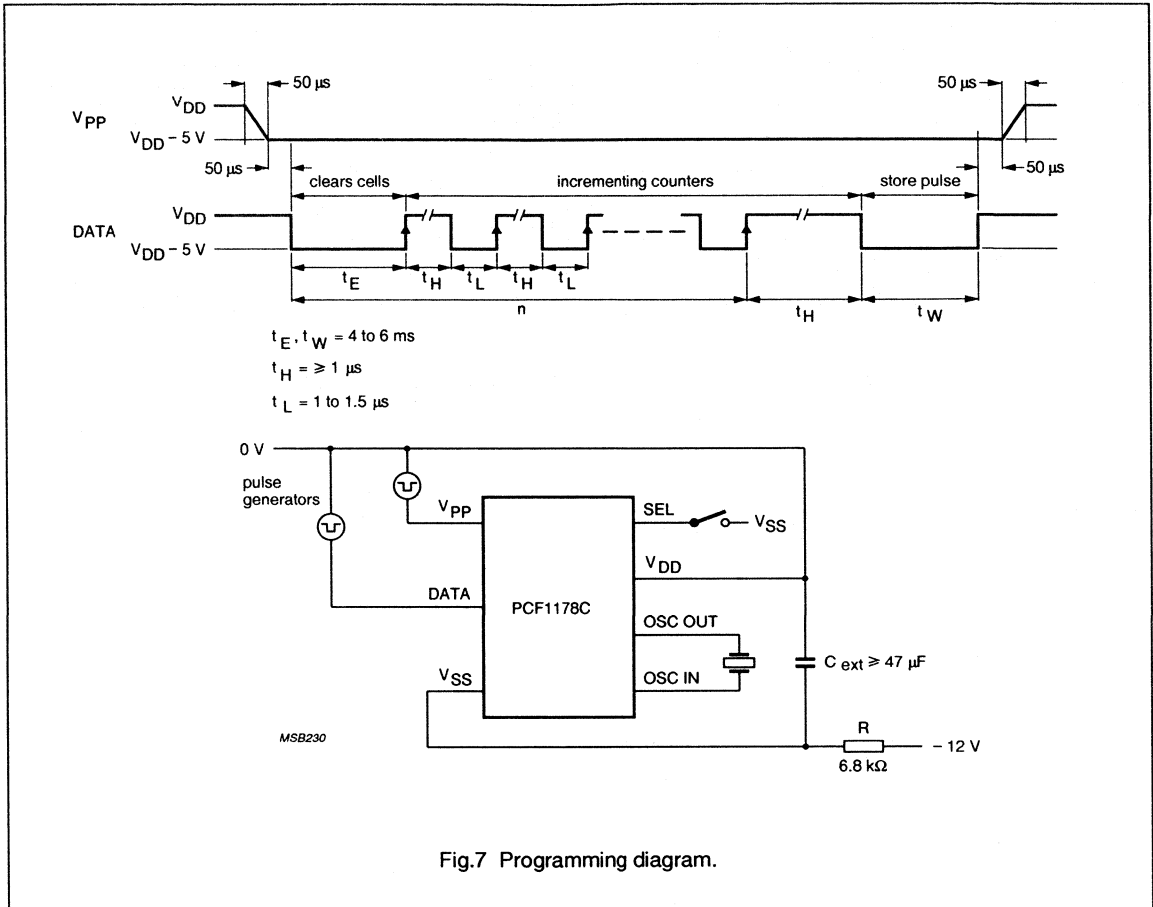 50 µs
50 µs
V PP
V DD
V DD – 5 V
50 µs
50 µs
clears cells
incrementing counters
store pulse
DATA
V DD
V DD – 5 V
t E
t H
t L
t H
t L
n
t H
t W
t E , t W = 4 to 6 ms
t H = ⩾ 1 µs
t L = 1 to 1.5 µs
0 V
pulse
generators
V PP
SEL
V SS
V DD
DATA
PCF1178C
OSC OUT
C ext ⩾ 47 µF
V SS
OSC IN
MSB230
R
– 12 V
6.8 kΩ
Fig.7 Programming diagram.